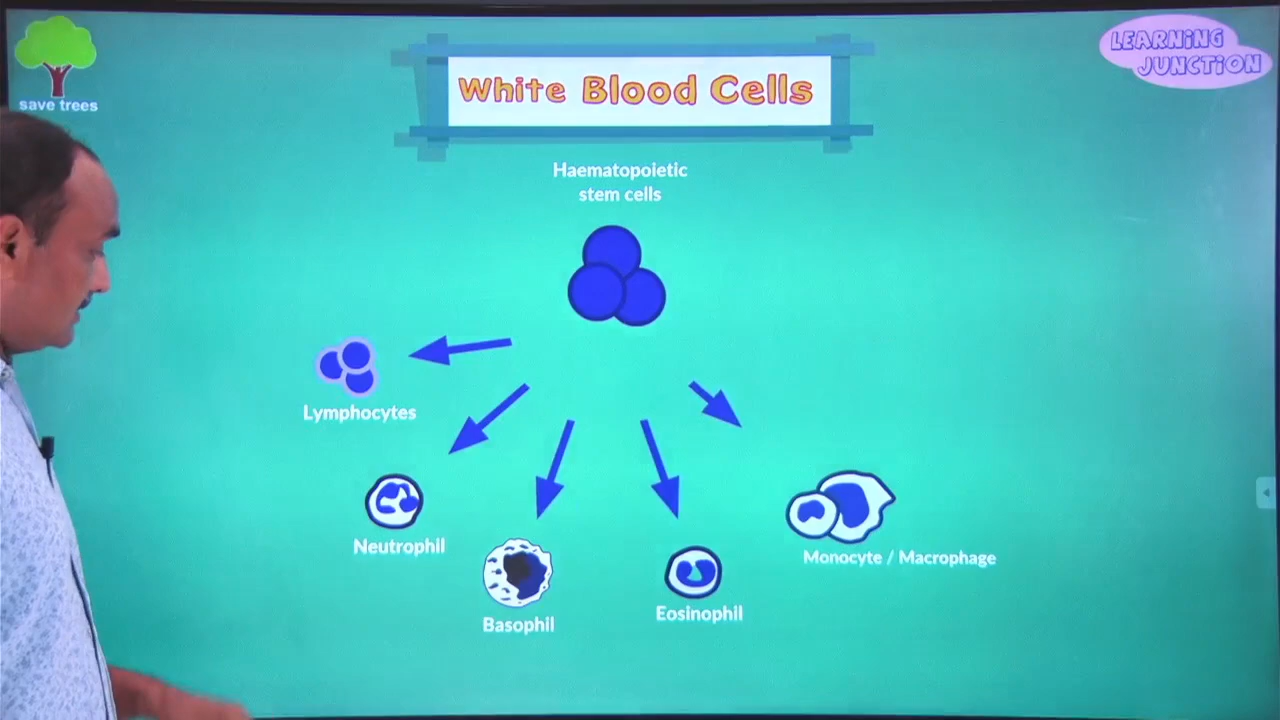 save trees
LEARNING
JUNCTION
White Blood Cells
Haematopoietic
stem cells
Lymphocytes
Neutrophil
Basophil
Eosinophil
Monocyte / Macrophage